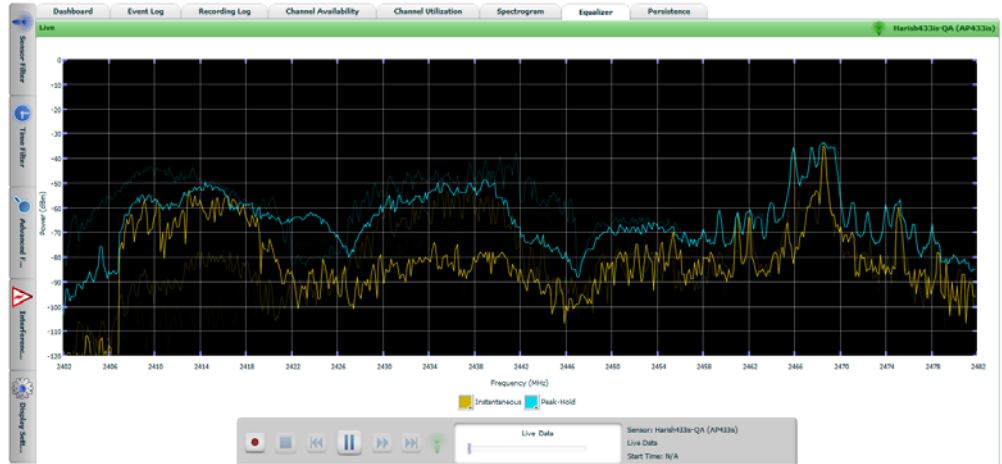 Dashboard Event Log Recording Log Channel Availability Channel Utilization Spectrogram Equalizer Persistence
Live Harish433is-QA (AP433is)
Sensor Filter
Time Filter
Advanced F...
Interferenc...
Display Sett...
Power (dBm)
0
-10
-20
-30
-40
-50
-60
-70
-80
-90
-100
-110
-120
2402 2406 2410 2414 2418 2422 2426 2430 2434 2438 2442 2446 2450 2454 2458 2462 2466 2470 2474 2478 2482
Frequency (MHz)
Instantaneous Peak-Hold
Live Data
Sensor: Harish433is-QA (AP433is)
Live Data
Start Time: N/A